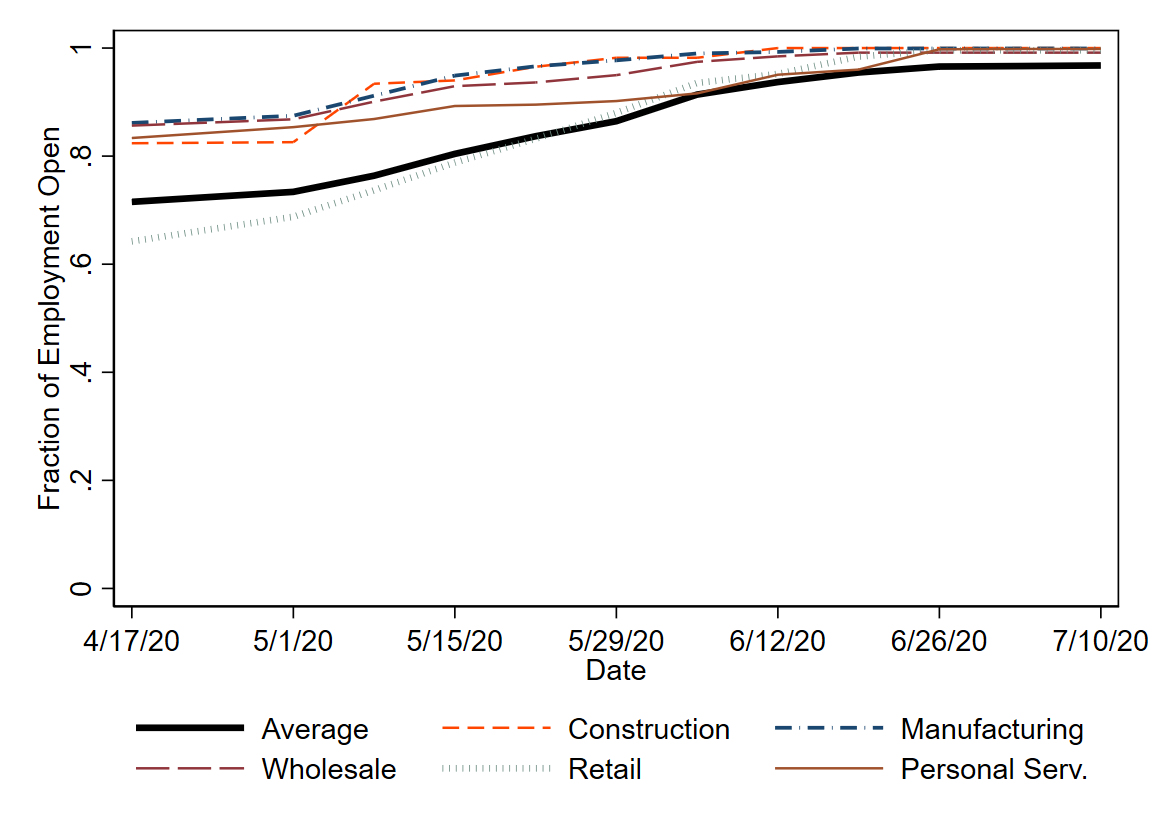 Fraction of Employment Open
1
.8
.6
.4
.2
0
4/17/20 5/1/20 5/15/20 5/29/20 6/12/20 6/26/20 7/10/20
Date
Average Construction Manufacturing
Wholesale Retail Personal Serv.